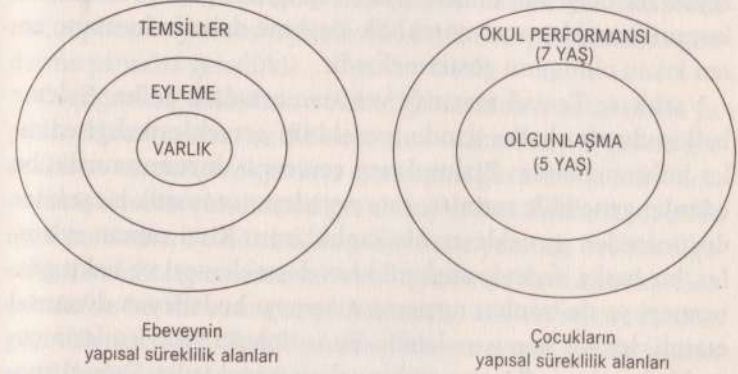 TEMSİLLER
EYLEME
VARLIK
Ebeveynin
yapısal süreklilik alanları
OKUL PERFORMANSI
(7 YAŞ)
OLGUNLAŞMA
(5 YAŞ)
Çocukların
yapısal süreklilik alanları